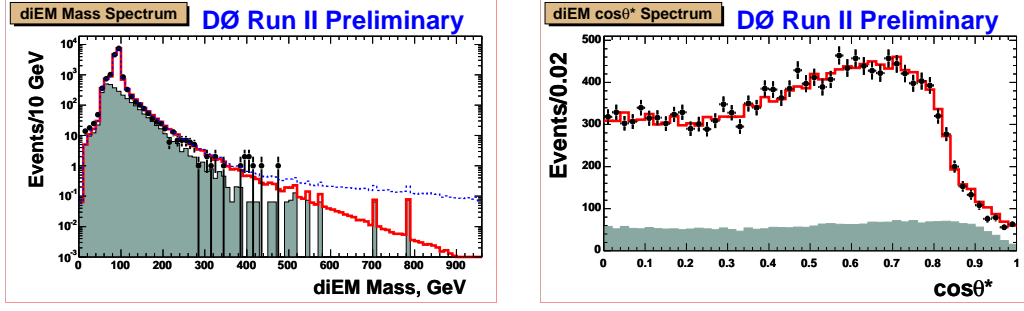 diEM Mass Spectrum
DØ Run II Preliminary
Events/10 GeV
10⁴
10³
10²
10
1
10⁻¹
10⁻²
10⁻³
0 100 200 300 400 500 600 700 800 900
diEM Mass, GeV
diEM cosθ* Spectrum
DØ Run II Preliminary
Events/0.02
500
400
300
200
100
0
0 0.1 0.2 0.3 0.4 0.5 0.6 0.7 0.8 0.9 1
cosθ*